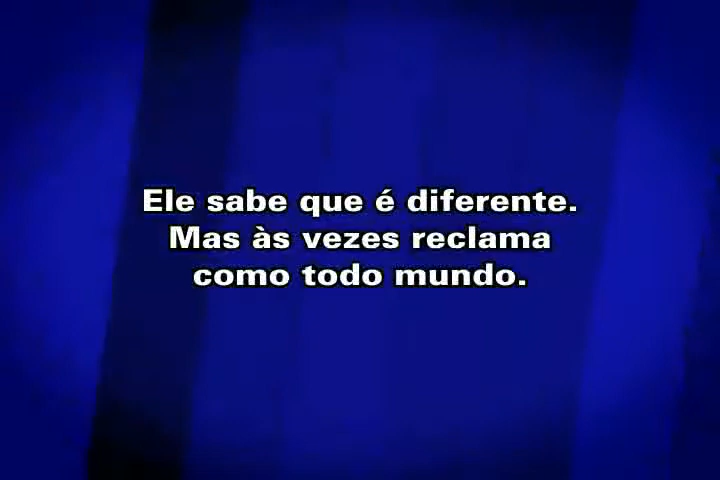 Ele sabe que é diferente.
Mas às vezes reclama
como todo mundo.